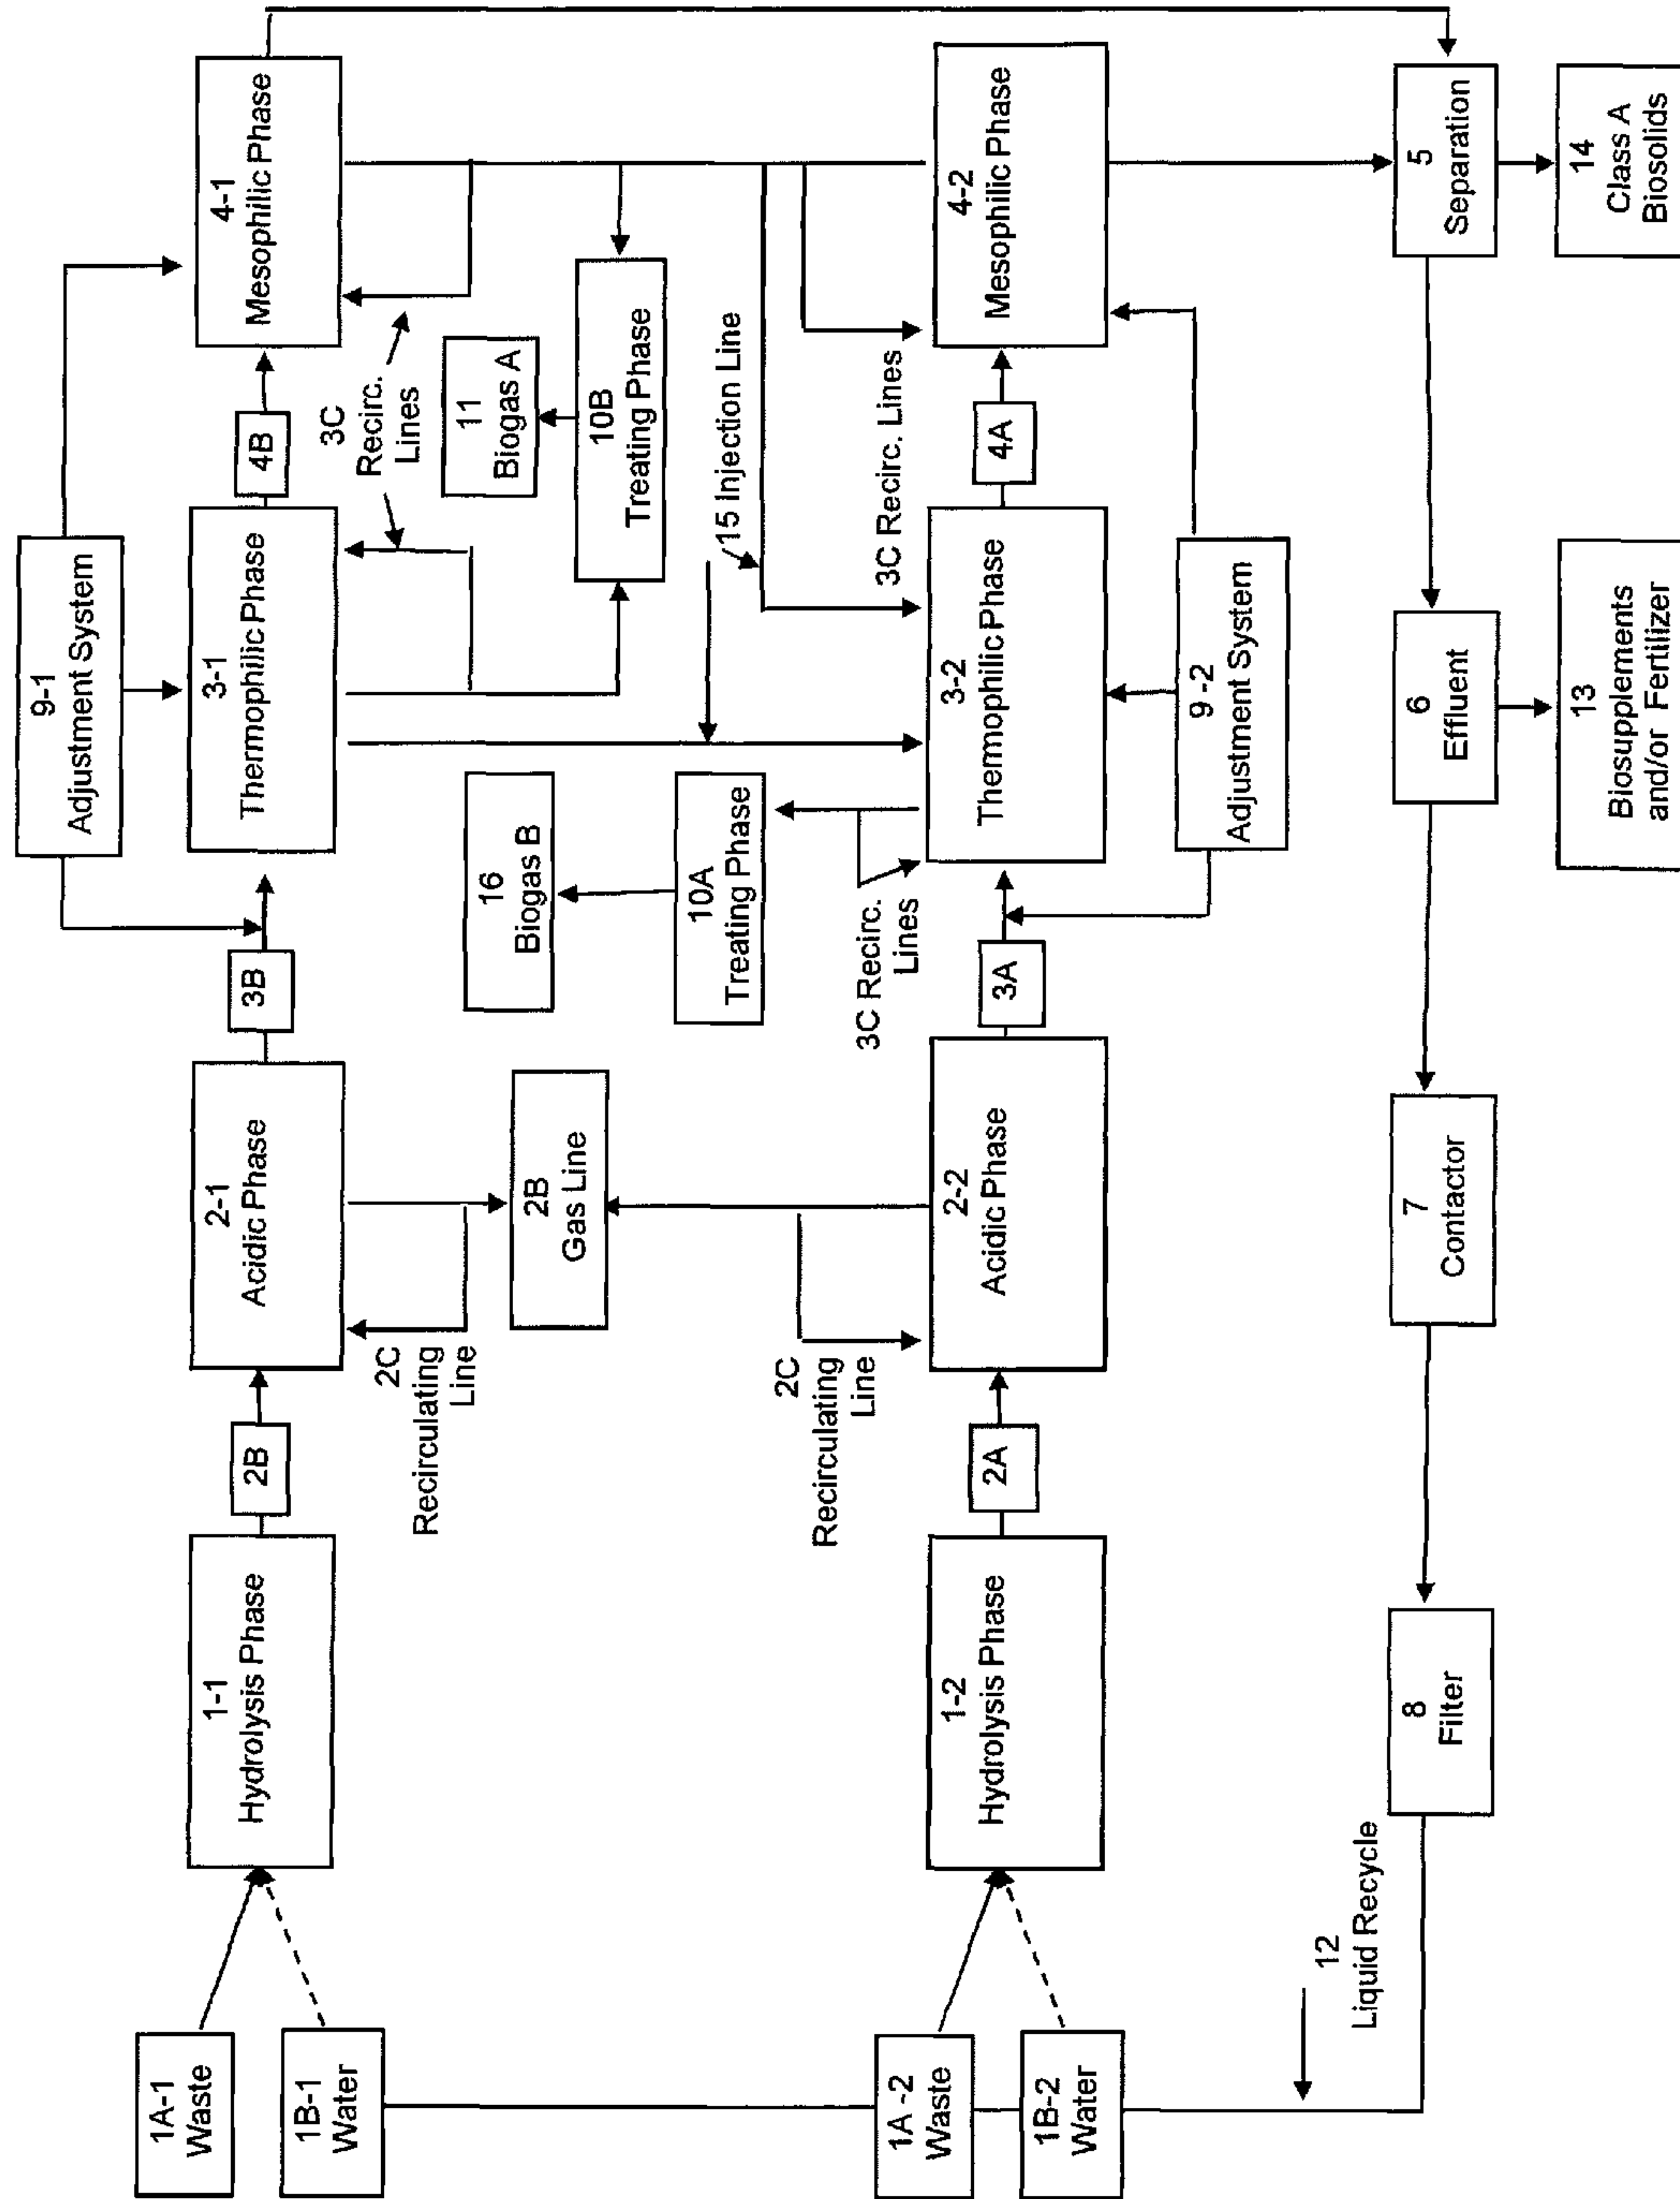 9-1
Adjustment System
1A-1
Waste
1B-1
Water
1-1
Hydrolysis Phase
2B
2-1
Acidic Phase
3B
3-1
Thermophilic Phase
4B
4-1
Mesophilic Phase
2C
Recirculating
Line
2B
Gas Line
16
Biogas B
10A
Treating Phase
3C
Recirc.
Lines
11
Biogas A
10B
Treating Phase
15 Injection Line
2C
Recirculating
Line
3C Recirc.
Lines
3C Recirc. Lines
1A -2
Waste
1B-2
Water
1-2
Hydrolysis Phase
2A
2-2
Acidic Phase
3A
3-2
Thermophilic Phase
4A
4-2
Mesophilic Phase
9 -2
Adjustment System
12
Liquid Recycle
8
Filter
7
Contactor
6
Effluent
5
Separation
13
Biosupplements
and/or Fertilizer
14
Class A
Biosolids